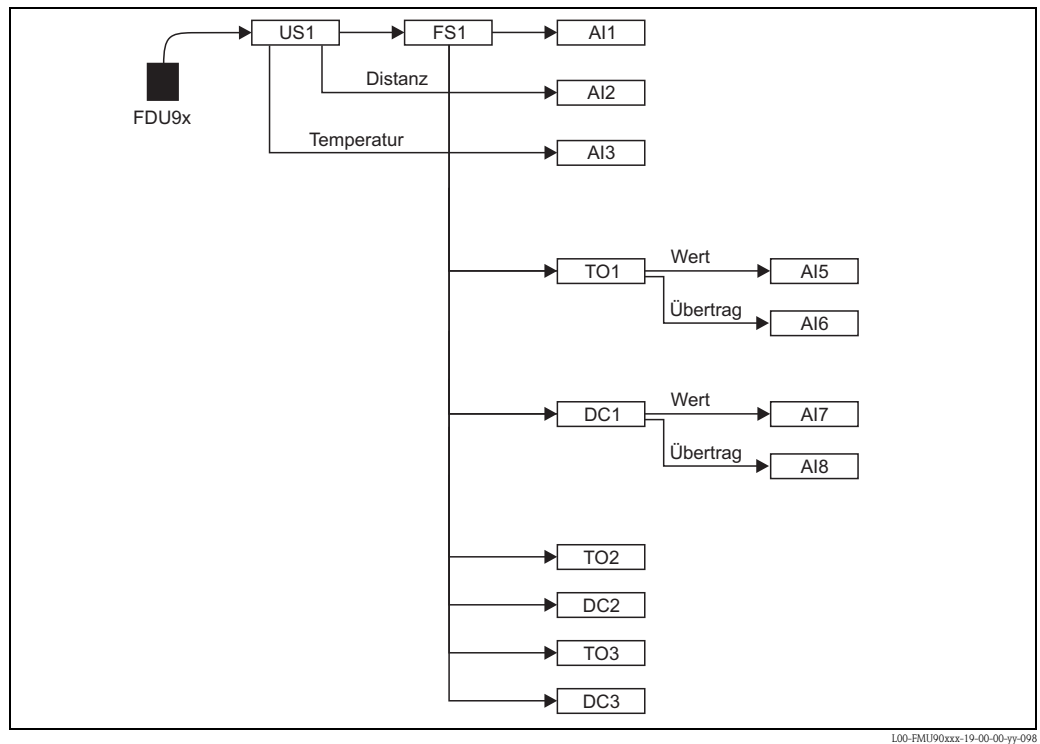 US1
FS1
AI1
FDU9x
Distanz
AI2
Temperatur
AI3
TO1
Wert
AI5
Übertrag
AI6
DC1
Wert
AI7
Übertrag
AI8
TO2
DC2
TO3
DC3
L00-FMU90xxx-19-00-00-yy-098